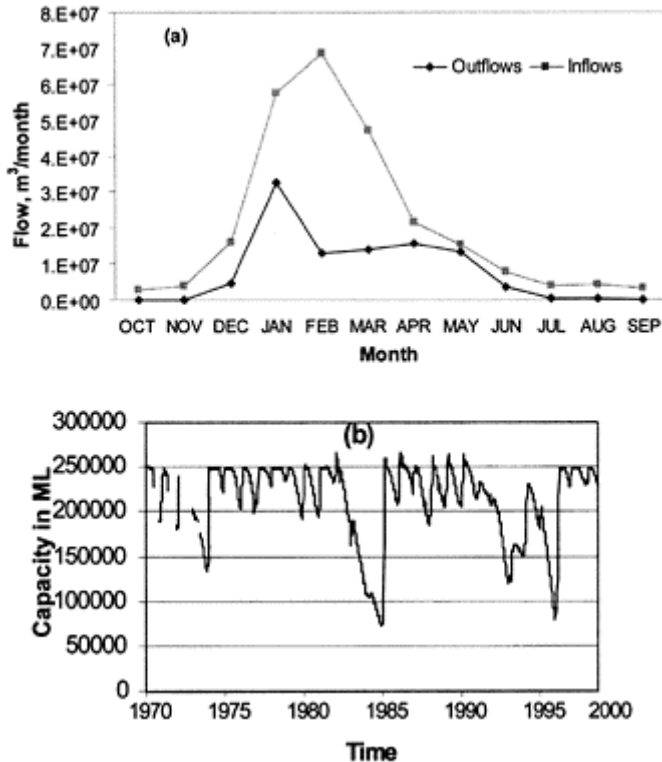 (a)
Outflows
Inflows
Flow, m³/month
8.E+07
7.E+07
6.E+07
5.E+07
4.E+07
3.E+07
2.E+07
1.E+07
0.E+00
OCT NOV DEC JAN FEB MAR APR MAY JUN JUL AUG SEP
Month
(b)
Capacity in ML
300000
250000
200000
150000
100000
50000
0
1970 1975 1980 1985 1990 1995 2000
Time